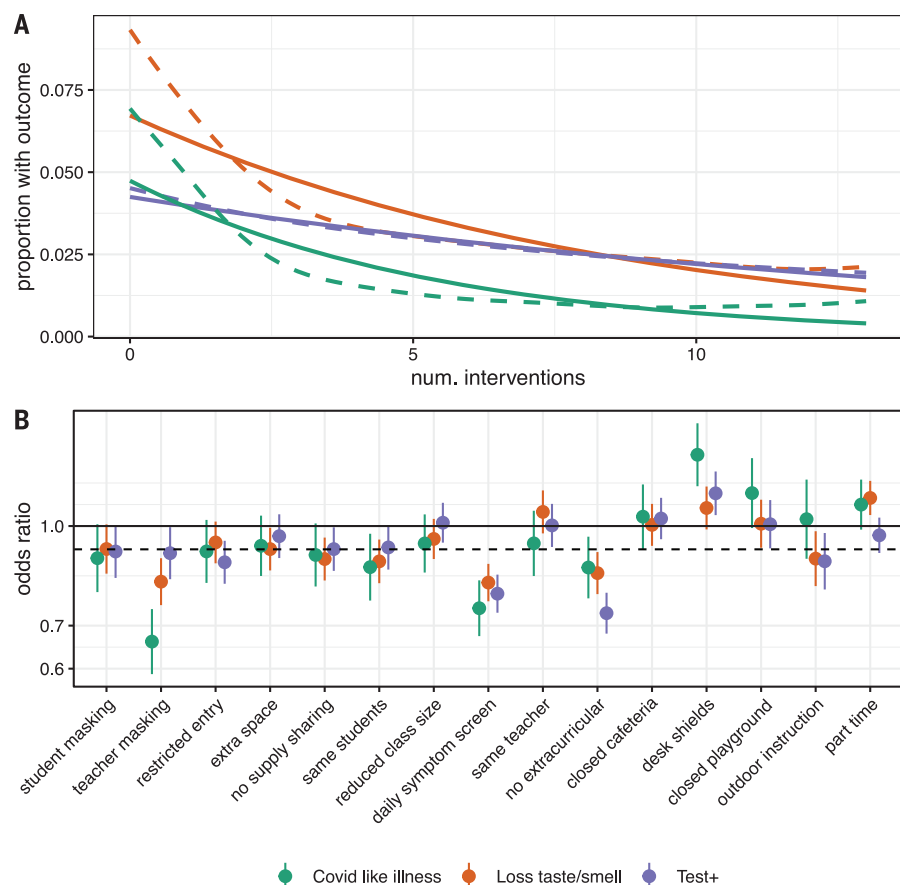 A
proportion with outcome
0.075
0.050
0.025
0.000
0
5
10
num. interventions
B
odds ratio
1.0
0.7
0.6
student masking
teacher masking
restricted entry
extra space
no supply sharing
same students
reduced class size
daily symptom screen
same teacher
no extracurricular
closed cafeteria
desk shields
closed playground
outdoor instruction
part time
Covid like illness Loss taste/smell Test+